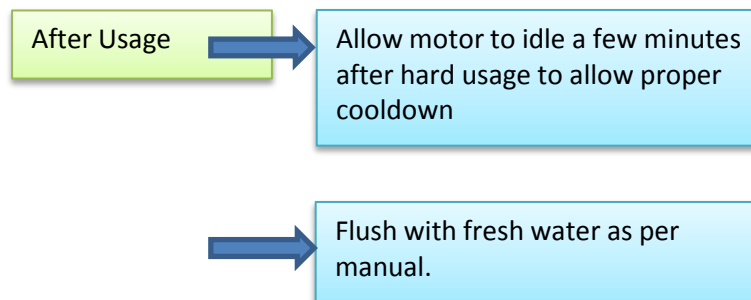 After Usage
Allow motor to idle a few minutes
after hard usage to allow proper
cooldown
Flush with fresh water as per
manual.